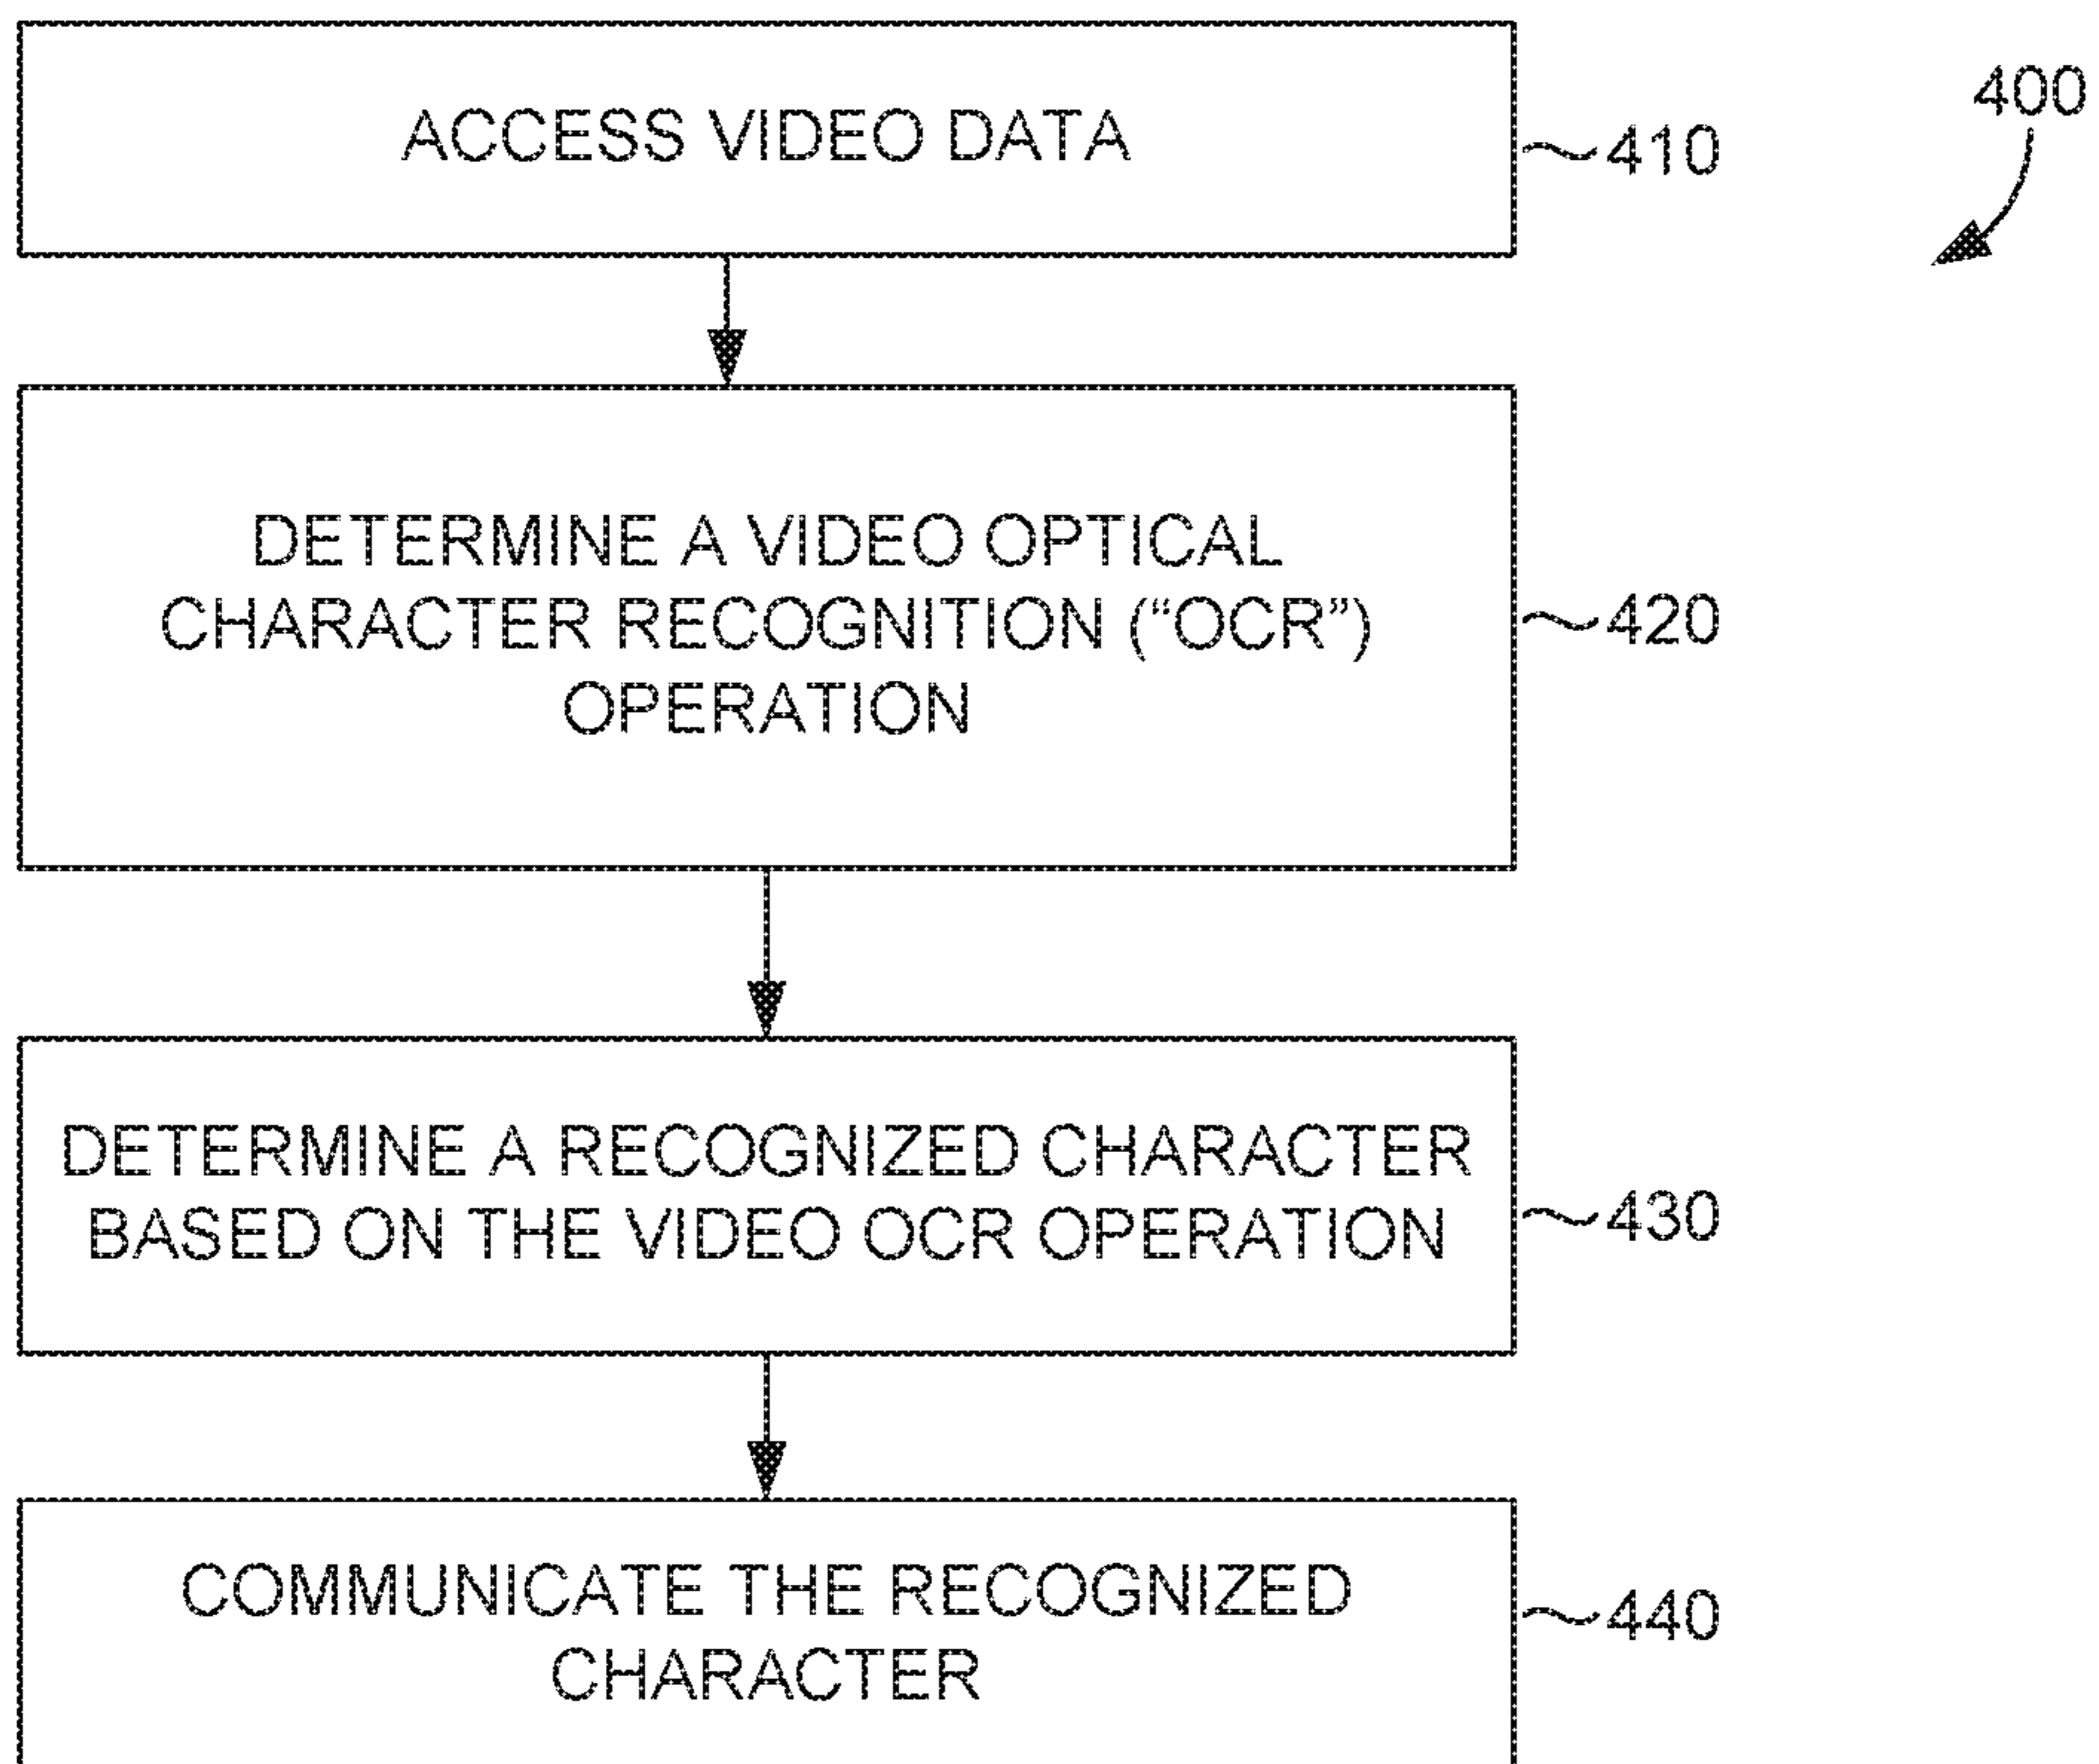 400
ACCESS VIDEO DATA
~410
DETERMINE A VIDEO OPTICAL
CHARACTER RECOGNITION (“OCR”)
OPERATION
~420
DETERMINE A RECOGNIZED CHARACTER
BASED ON THE VIDEO OCR OPERATION
~430
COMMUNICATE THE RECOGNIZED
CHARACTER
~440